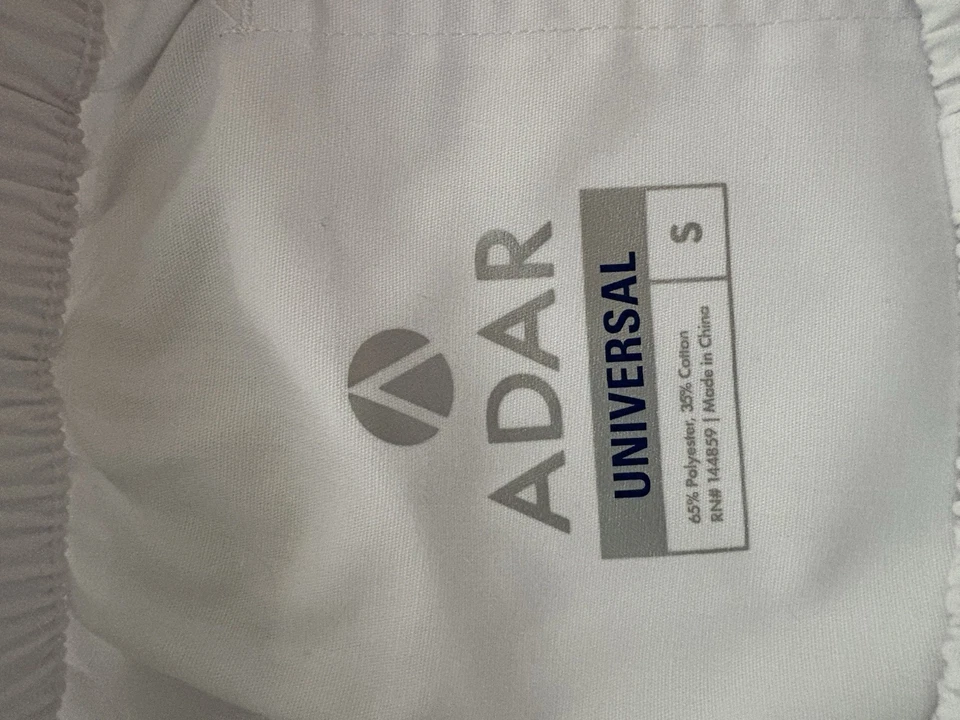 ADAR
UNIVERSAL
65% Polyester, 35% Cotton
RN# 144859 | Made in China
S